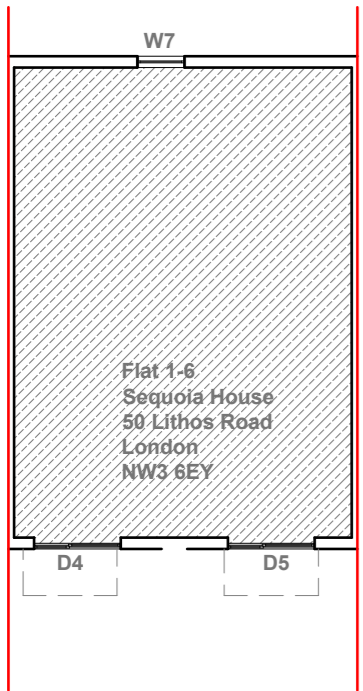 W7
Flat 1-6
Sequoia House
50 Lithos Road
London
NW3 6EY
D4
D5